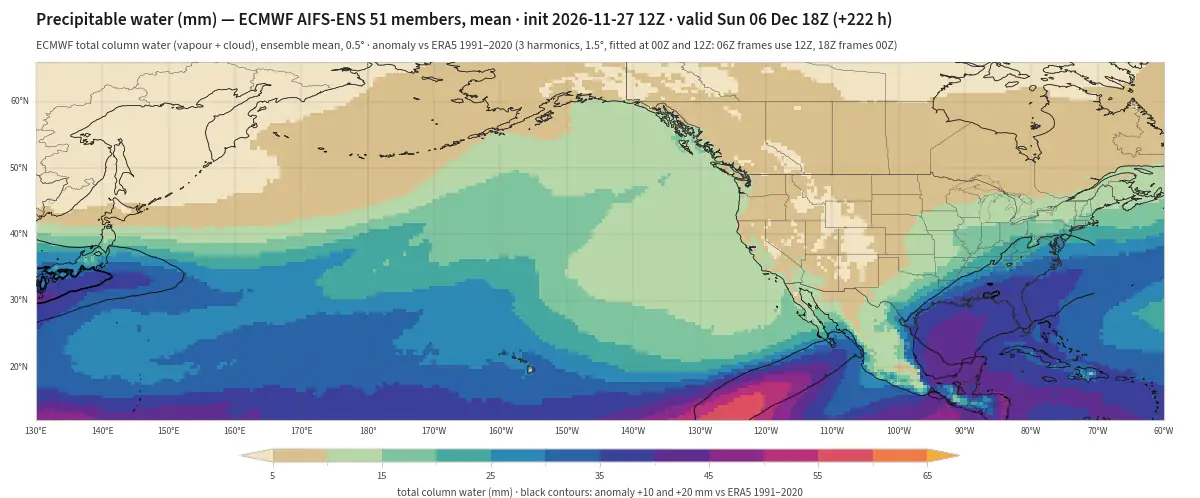 Precipitable water (mm) — ECMWF AIFS-ENS 51 members, mean · init 2026-11-27 12Z · valid Sun 06 Dec 18Z (+222 h)
ECMWF total column water (vapour + cloud), ensemble mean, 0.5° · anomaly vs ERA5 1991–2020 (3 harmonics, 1.5°, fitted at 00Z and 12Z: 06Z frames use 12Z, 18Z frames 00Z)
60°N
50°N
40°N
30°N
20°N
130°E 140°E 150°E 160°E 170°E 180° 170°W 160°W 150°W 140°W 130°W 120°W 110°W 100°W 90°W 80°W 70°W 60°W
5 15 25 35 45 55 65
total column water (mm) · black contours: anomaly +10 and +20 mm vs ERA5 1991–2020